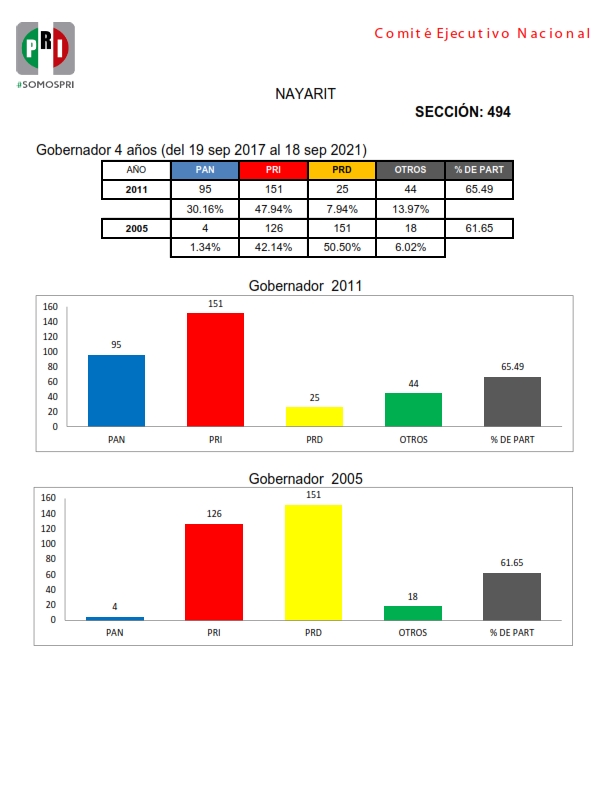 Comité Ejecutivo Nacional
PRI
#SOMOSPRI
NAYARIT
SECCIÓN: 494
Gobernador 4 años (del 19 sep 2017 al 18 sep 2021)
AÑO PAN PRI PRD OTROS % DE PART
2011 95 151 25 44 65.49
30.16% 47.94% 7.94% 13.97%
2005 4 126 151 18 61.65
1.34% 42.14% 50.50% 6.02%
Gobernador 2011
160
140
120
100
80
60
40
20
0
95
151
25
44
65.49
PAN PRI PRD OTROS % DE PART
Gobernador 2005
160
140
120
100
80
60
40
20
0
4
126
151
18
61.65
PAN PRI PRD OTROS % DE PART